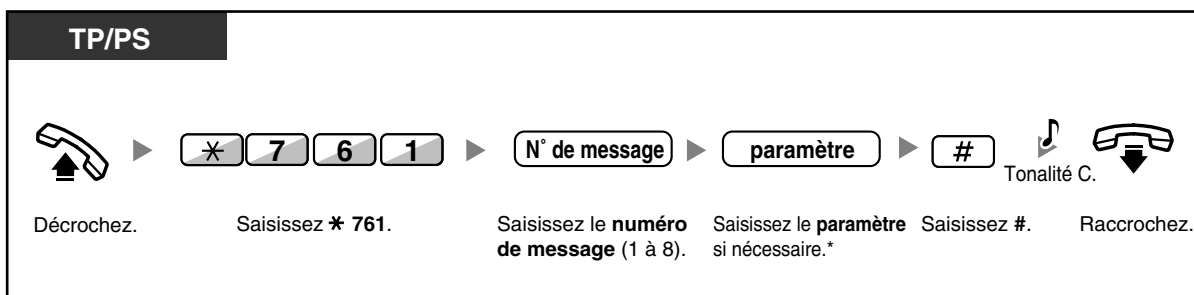 TP/PS
* 7 6 1 N° de message paramètre #
Tonalité C.
Décrochez. Saisissez * 761. Saisissez le numéro de message (1 à 8). Saisissez le paramètre si nécessaire.* Saisissez #. Raccrochez.